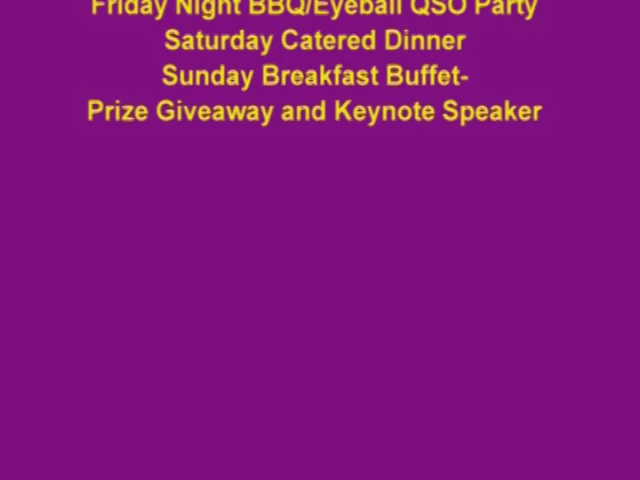 Friday Night BBQ/Eyeball QSO Party
Saturday Catered Dinner
Sunday Breakfast Buffet-
Prize Giveaway and Keynote Speaker